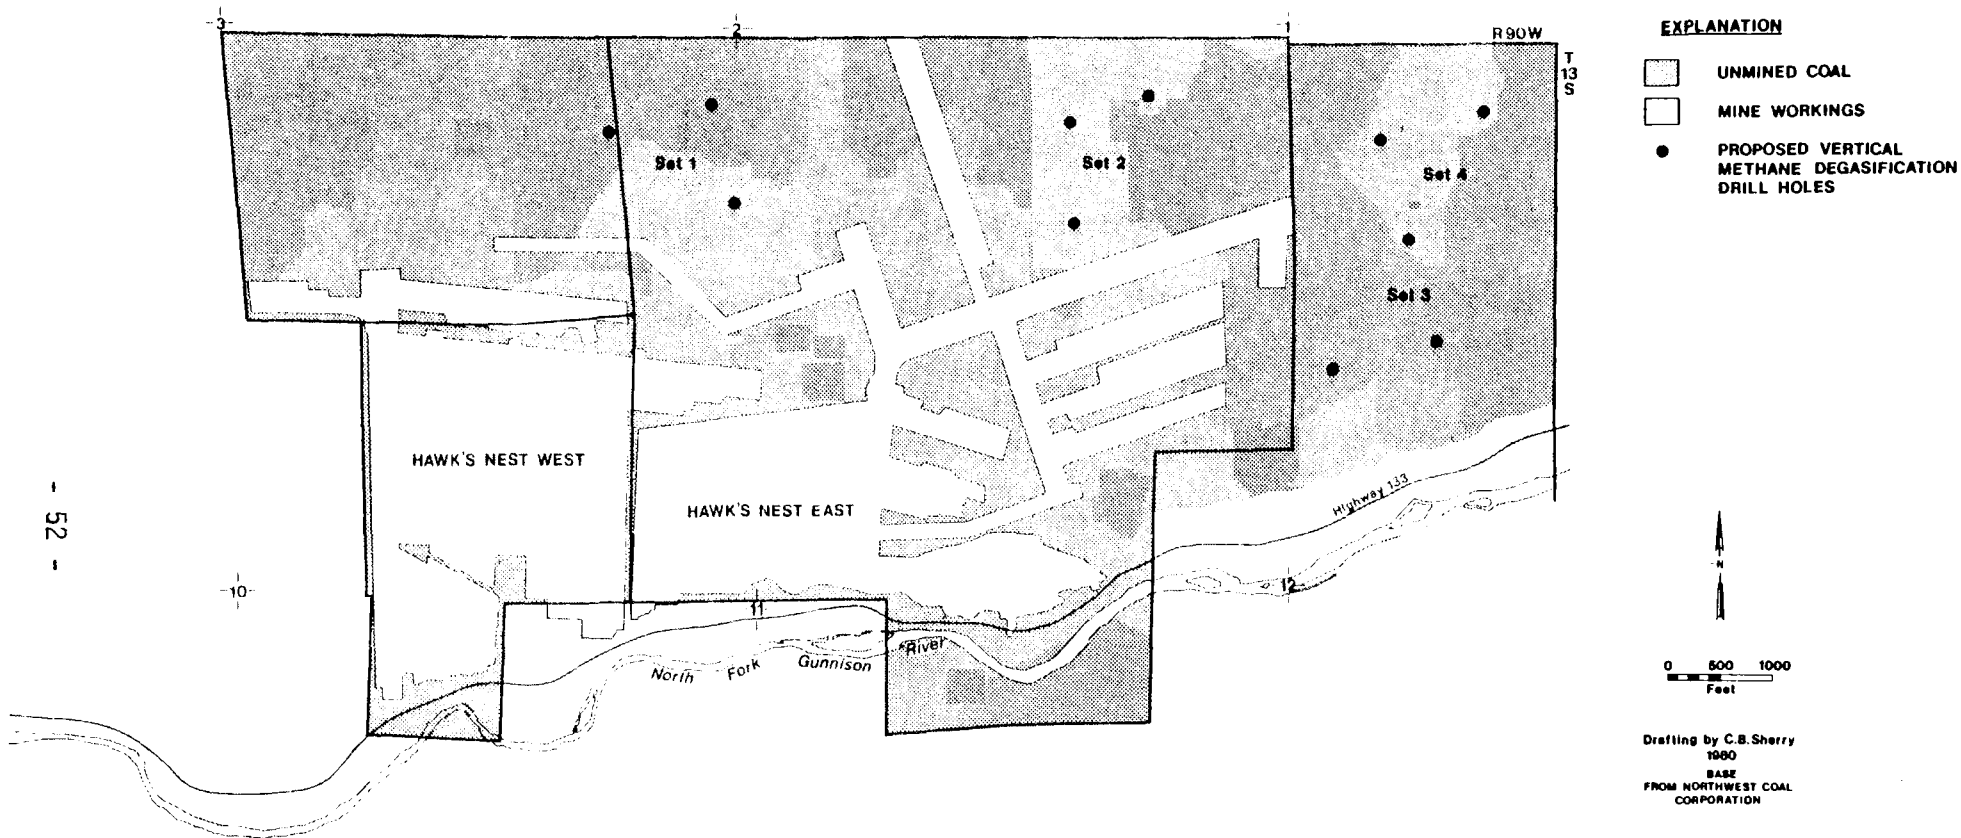 3
2
1
R 90W
T
13
S
Set 1
Set 2
Set 4
Set 3
HAWK'S NEST WEST
HAWK'S NEST EAST
Highway 133
10
11
12
North Fork Gunnison River
- 52 -
EXPLANATION
UNMINED COAL
MINE WORKINGS
PROPOSED VERTICAL
METHANE DEGASIFICATION
DRILL HOLES
N
0 500 1000
Feet
Drafting by C.B. Sherry
1980
BASE
FROM NORTHWEST COAL
CORPORATION